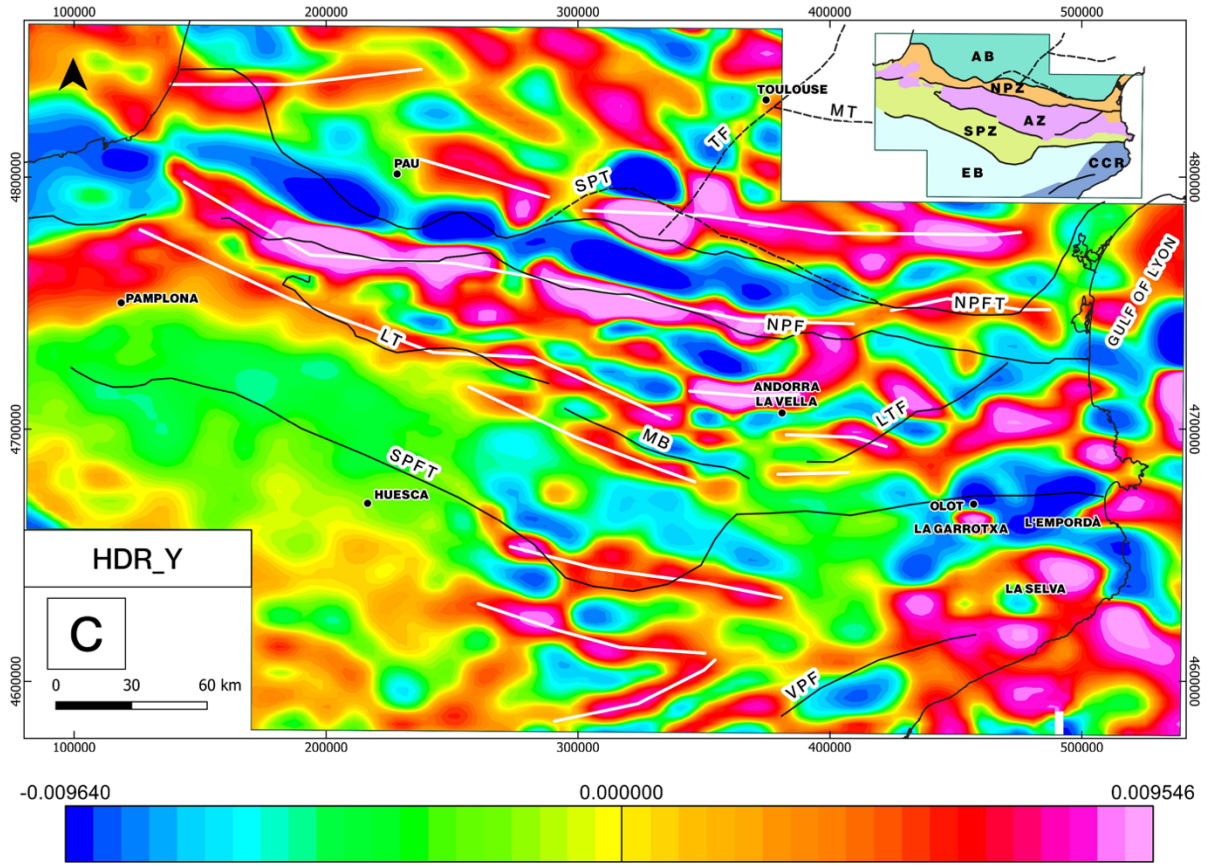 100000 200000 300000 400000 500000
TOULOUSE
MT
AB
NPZ
AZ
SPZ
EB
CCR
TF
PAU
SPT
4800000
4800000
GULF OF LYON
PAMPLONA
NPFT
NPF
LT
ANDORRA
LA VELLA
LTF
4700000
4700000
MB
SPFT
HUESCA
OLOT
LA GARROTXA
L'EMPORDÀ
HDR_Y
LA SELVA
C
0 30 60 km
VPF
4600000
4600000
100000 200000 300000 400000 500000
-0.009640 0.000000 0.009546